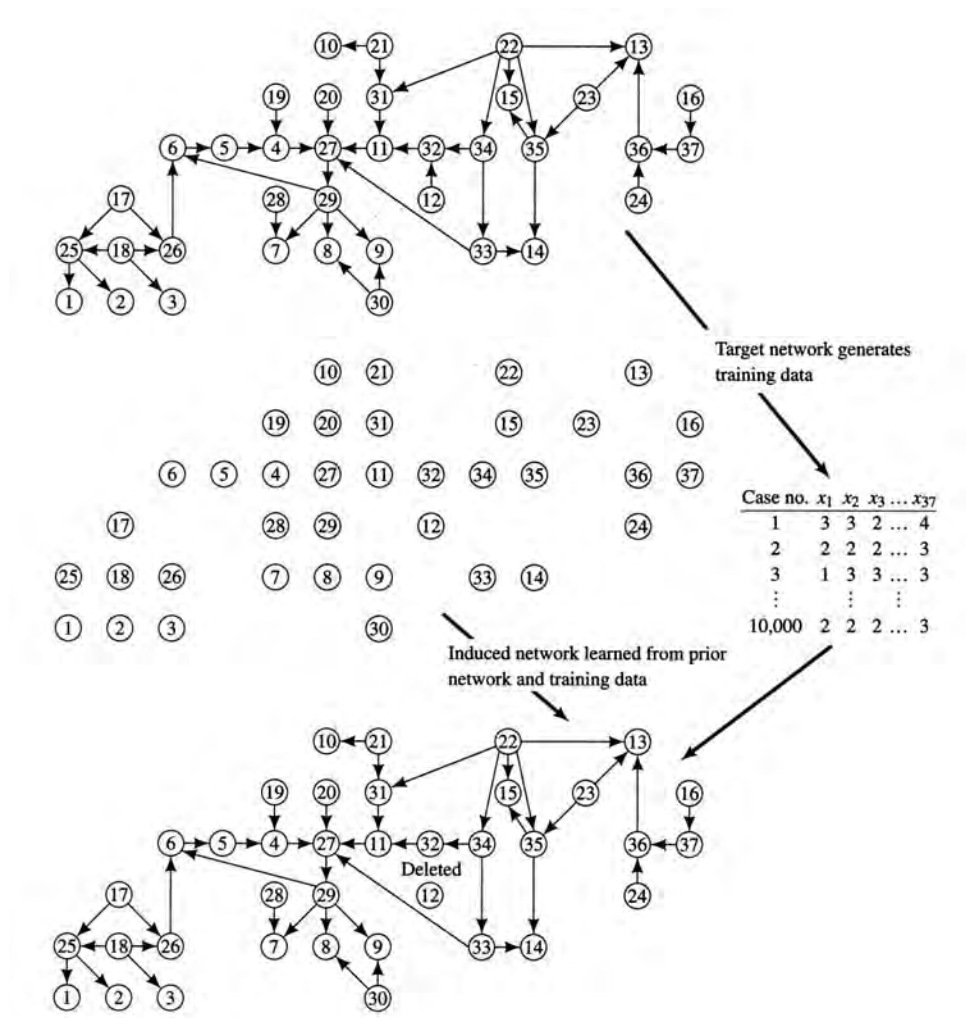 10 21 22 13
19 20 31 15 23 16
6 5 4 27 11 32 34 35 36 37
17 28 29 12 24
25 18 26 7 8 9 33 14
1 2 3 30
Target network generates
training data
10 21 22 13
19 20 31 15 23 16
6 5 4 27 11 32 34 35 36 37
17 28 29 12 24
25 18 26 7 8 9 33 14
1 2 3 30
Case no. x1 x2 x3 … x37
1 3 3 2 … 4
2 2 2 2 … 3
3 1 3 3 … 3
⋮ ⋮ ⋮
10,000 2 2 2 … 3
Induced network learned from prior
network and training data
10 21 22 13
19 20 31 15 23 16
6 5 4 27 11 32 34 35 36 37
Deleted
17 28 29 12 24
25 18 26 7 8 9 33 14
1 2 3 30